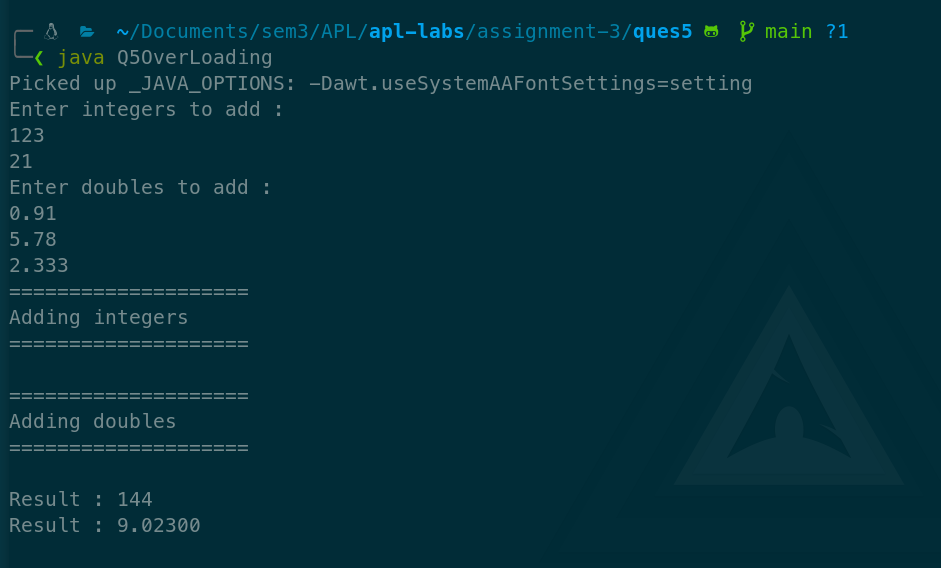 ~/Documents/sem3/APL/apl-labs/assignment-3/ques5 main ?1
❮ java Q5OverLoading
Picked up _JAVA_OPTIONS: -Dawt.useSystemAAFontSettings=setting
Enter integers to add :
123
21
Enter doubles to add :
0.91
5.78
2.333
====================
Adding integers
====================
====================
Adding doubles
====================
Result : 144
Result : 9.02300